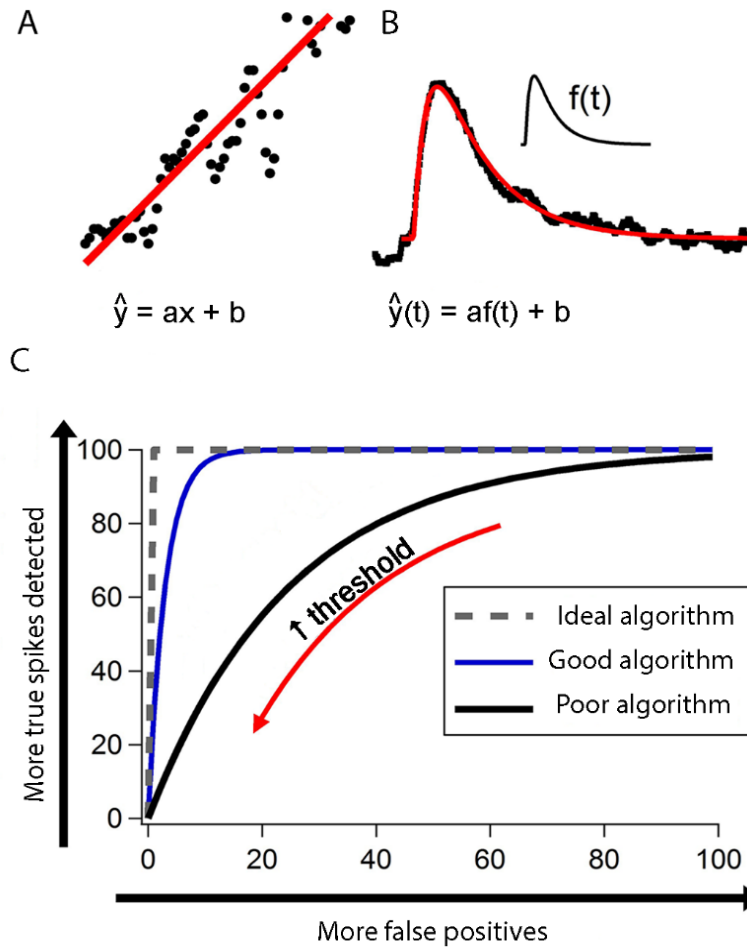 A
B
f(t)
ŷ = ax + b
ŷ(t) = af(t) + b
C
More true spikes detected
100
80
60
40
20
0
↑ threshold
Ideal algorithm
Good algorithm
Poor algorithm
0 20 40 60 80 100
More false positives